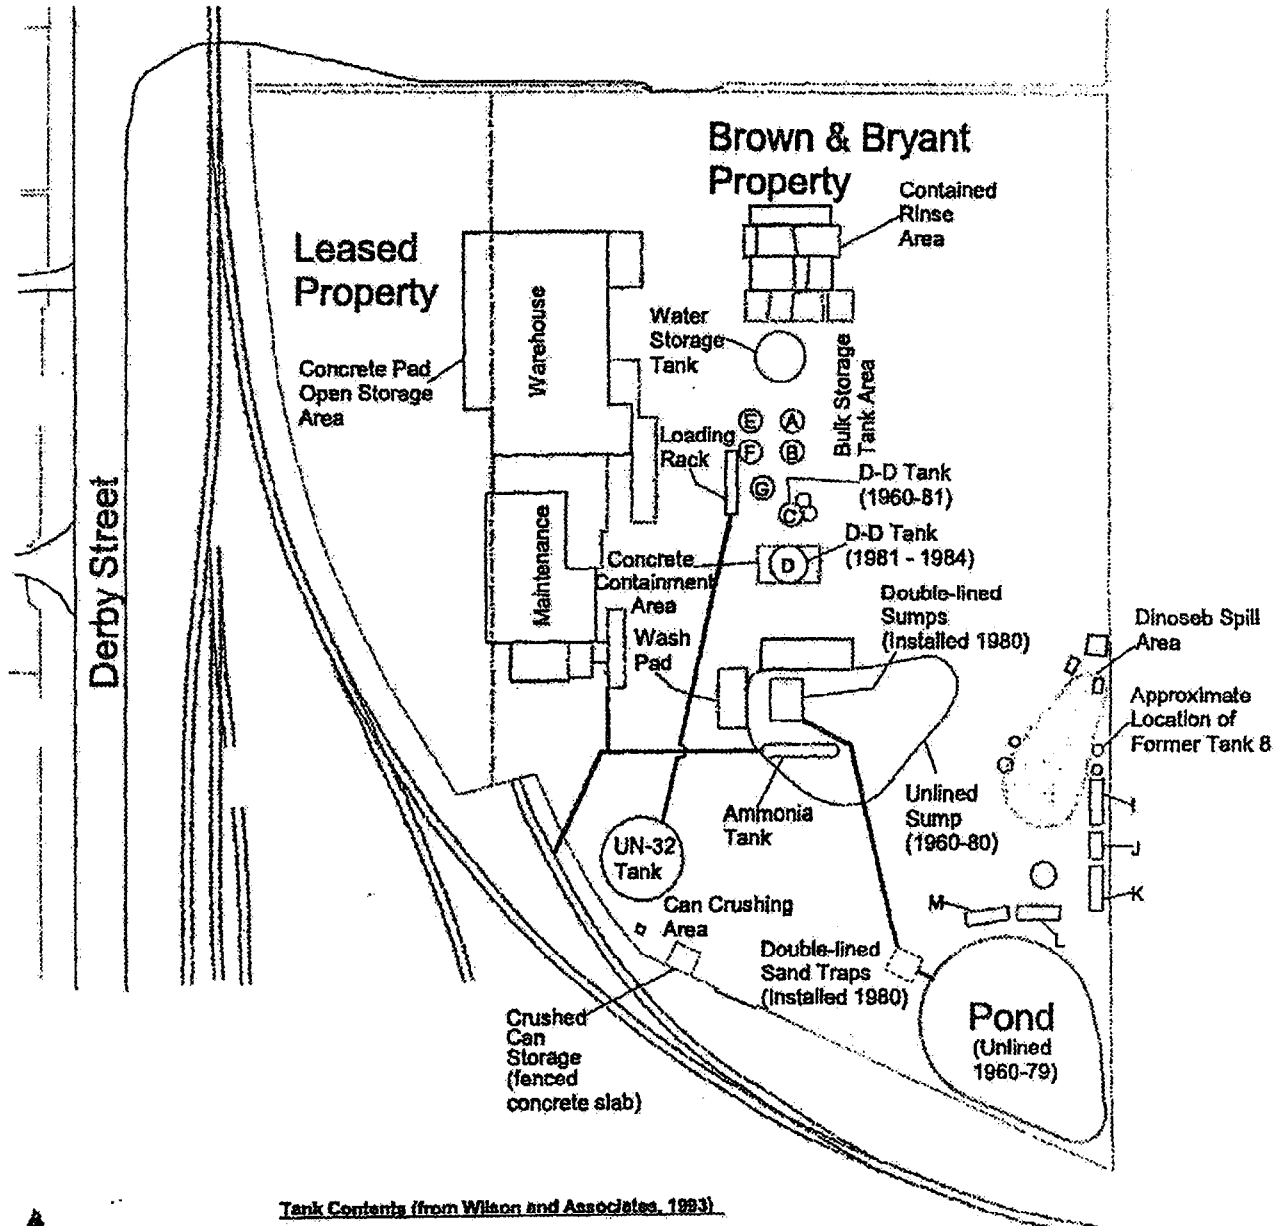 Brown & Bryant
Property
Contained
Rinse
Area
Leased
Property
Warehouse
Water
Storage
Tank
Bulk Storage
Tank Area
Concrete Pad
Open Storage
Area
E
A
Loading
Rack
F
B
D-D Tank
(1960-81)
G
C
D-D Tank
(1981 - 1984)
Derby Street
Maintenance
Concrete
Containment
Area
D
Double-lined
Sumps
(Installed 1980)
Dinoseb Spill
Area
Wash
Pad
Approximate
Location of
Former Tank 8
Ammonia
Tank
Unlined
Sump
(1960-80)
I
UN-32
Tank
J
K
M
L
Can Crushing
Area
Double-lined
Sand Traps
(Installed 1980)
Pond
(Unlined
1960-79)
Crushed
Can
Storage
(fenced
concrete slab)
Tank Contents (from Wilson and Associates, 1993)